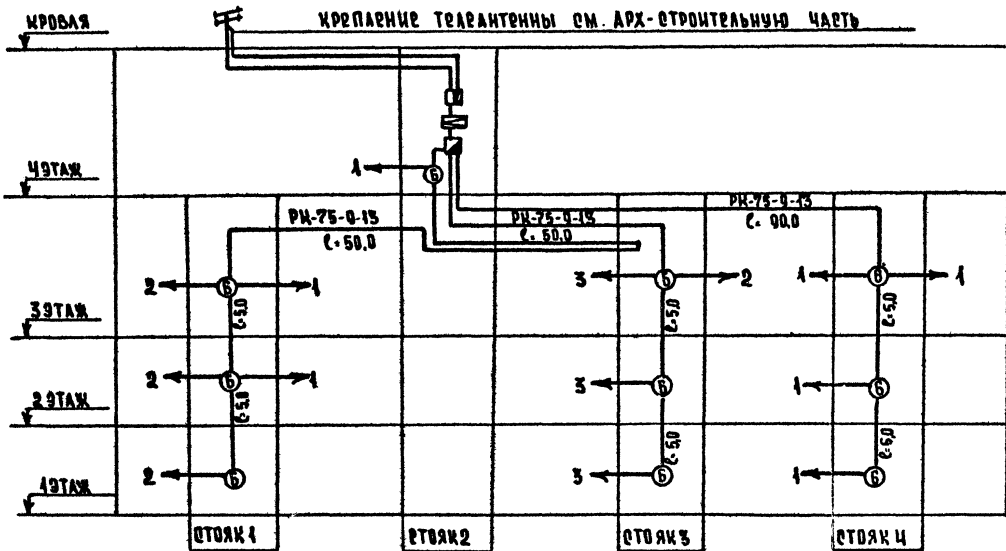 КРОВЛЯ
КРЕПЛЕНИЕ ТЕЛЕАНТЕННЫ СМ. АРХ-СТРОИТЕЛЬНУЮ ЧАСТЬ
4ЭТАЖ
1 Б
РК-75-9-13
ℓ=50,0
РК-75-9-13
ℓ=50,0
РК-75-9-13
ℓ=90,0
3ЭТАЖ
2 Б 1
3 Б 2
1 Б 1
ℓ=5,0
ℓ=5,0
ℓ=5,0
2ЭТАЖ
2 Б 1
3 Б
1 Б
ℓ=5,0
ℓ=5,0
ℓ=5,0
1ЭТАЖ
2 Б
3 Б
1 Б
СТОЯК 1
СТОЯК 2
СТОЯК 3
СТОЯК 4